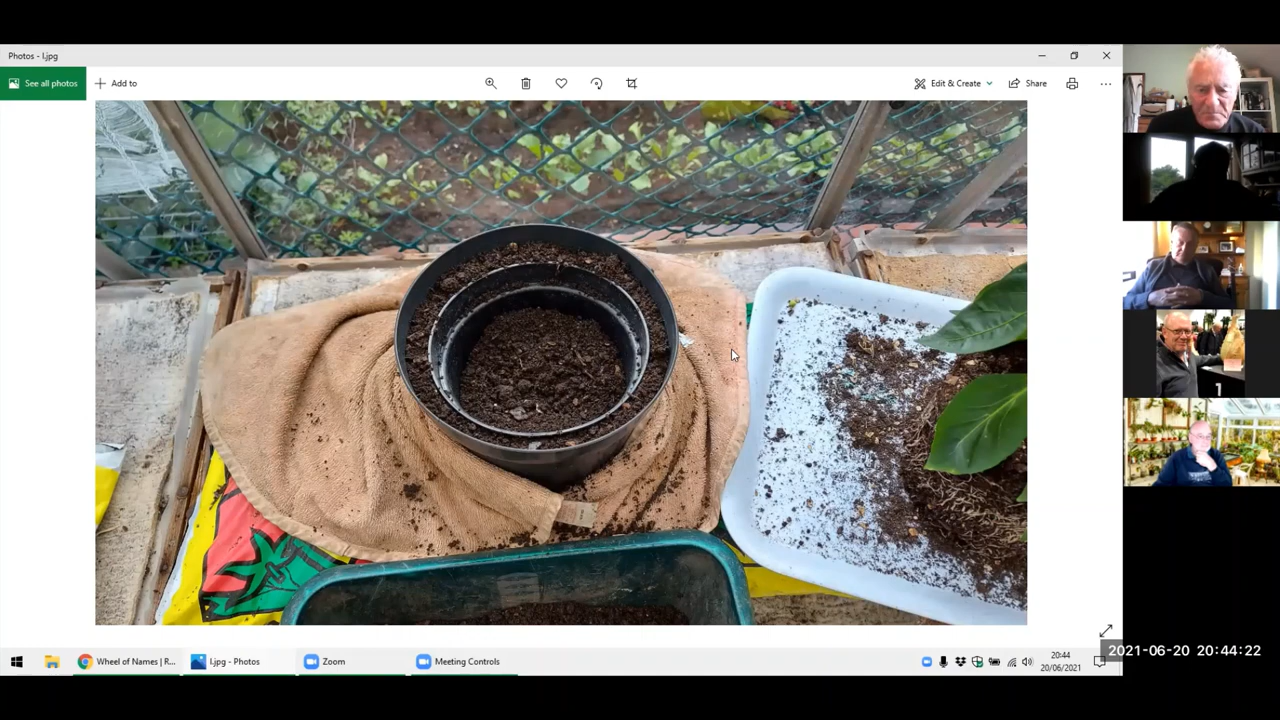 Photos - l.jpg
See all photos
Add to
Edit & Create
Share
1
Wheel of Names | R...
l.jpg - Photos
Zoom
Meeting Controls
20:44
20/06/2021
2021-06-20 20:44:22